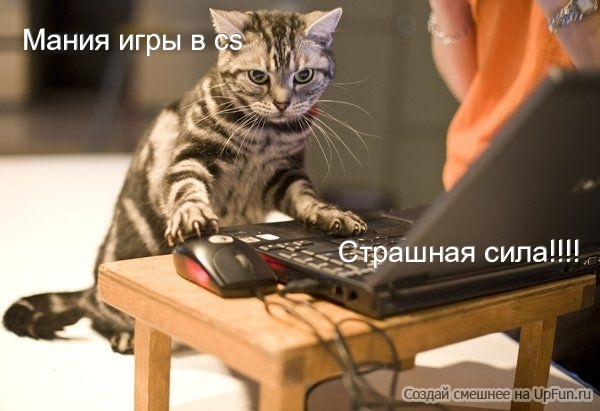 Мания игры в cs
Страшная сила!!!!
Создай смешнее на UpFun.ru